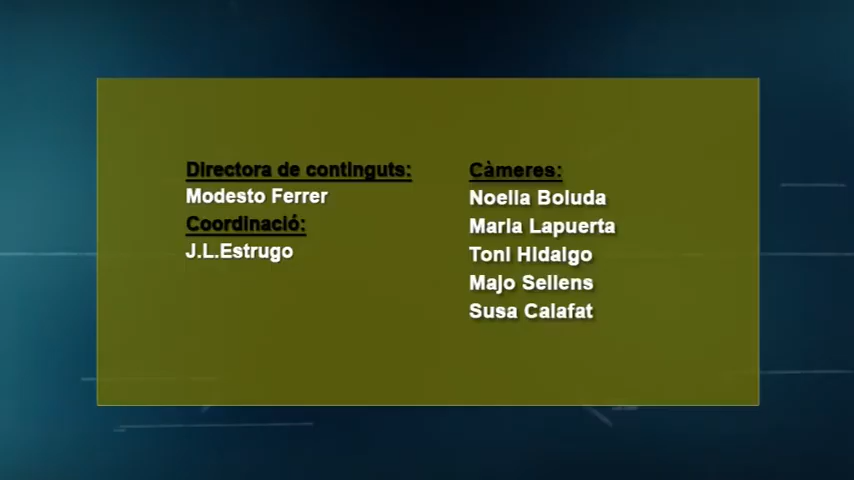 Directora de continguts:
Modesto Ferrer
Coordinació:
J.L.Estrugo
Càmeres:
Noelia Boluda
Maria Lapuerta
Toni Hidalgo
Majo Sellens
Susa Calafat